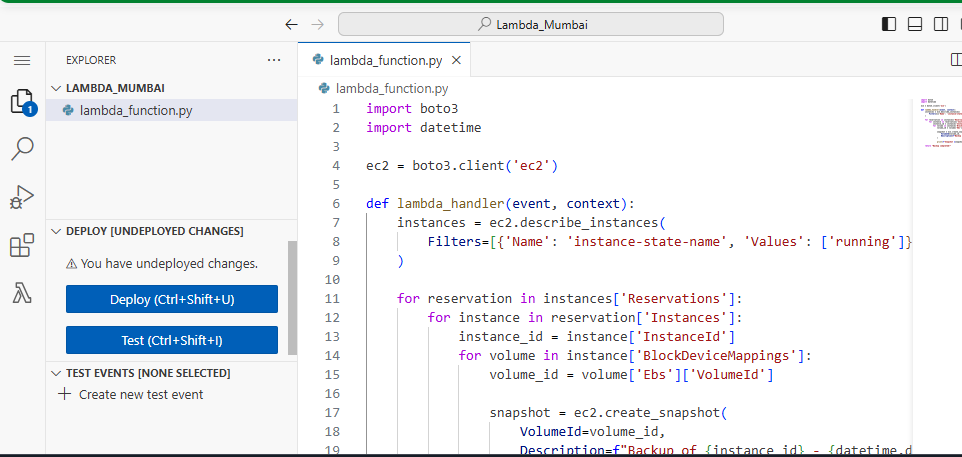 Lambda_Mumbai
EXPLORER
LAMBDA_MUMBAI
lambda_function.py
1
DEPLOY [UNDEPLOYED CHANGES]
You have undeployed changes.
Deploy (Ctrl+Shift+U)
Test (Ctrl+Shift+I)
TEST EVENTS [NONE SELECTED]
Create new test event
lambda_function.py
lambda_function.py
1 import boto3
2 import datetime
3
4 ec2 = boto3.client('ec2')
5
6 def lambda_handler(event, context):
7     instances = ec2.describe_instances(
8         Filters=[{'Name': 'instance-state-name', 'Values': ['running']}
9     )
10
11     for reservation in instances['Reservations']:
12         for instance in reservation['Instances']:
13             instance_id = instance['InstanceId']
14             for volume in instance['BlockDeviceMappings']:
15                 volume_id = volume['Ebs']['VolumeId']
16
17                 snapshot = ec2.create_snapshot(
18                     VolumeId=volume_id,
19                     Description=f"Backup of {instance_id} - {datetime.d